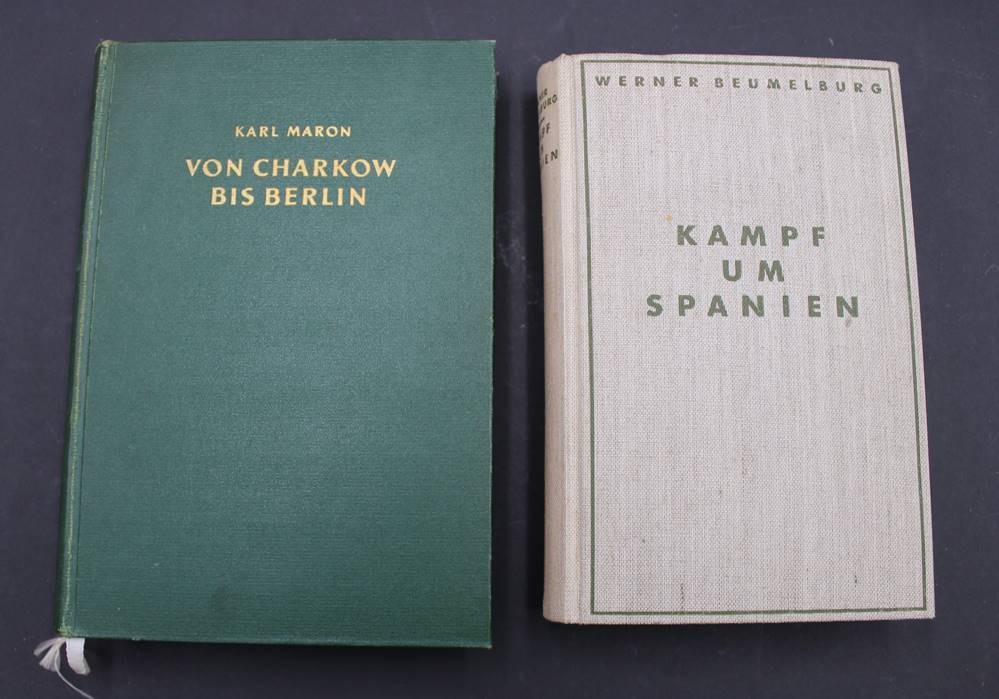 KARL MARON
VON CHARKOW
BIS BERLIN
WERNER BEUMELBURG
KAMPF
UM
SPANIEN